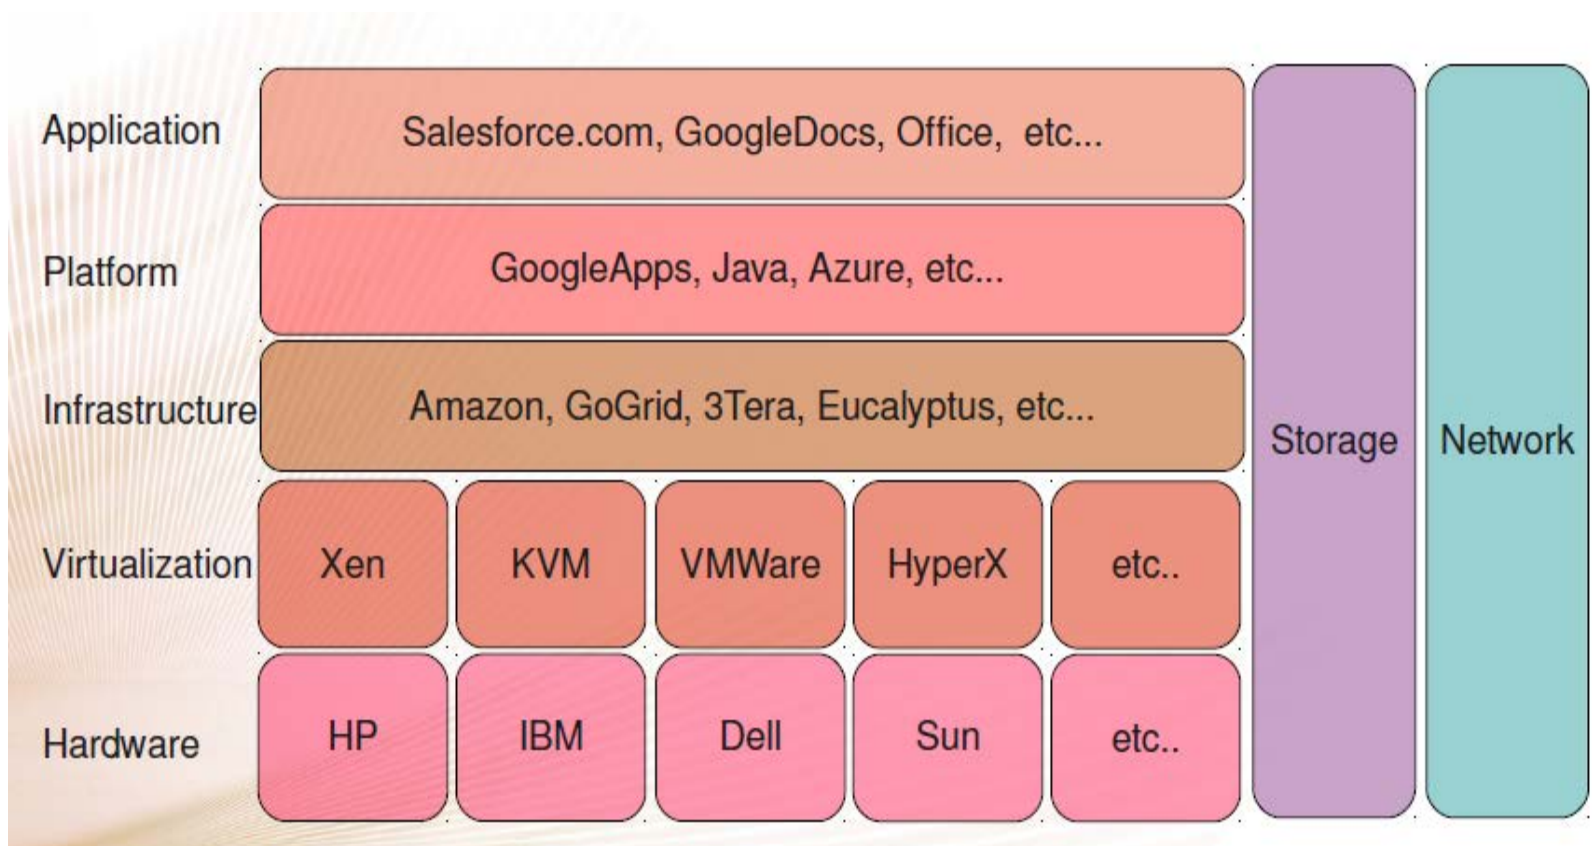 Application
Salesforce.com, GoogleDocs, Office, etc...
Platform
GoogleApps, Java, Azure, etc...
Infrastructure
Amazon, GoGrid, 3Tera, Eucalyptus, etc...
Virtualization
Xen
KVM
VMWare
HyperX
etc..
Hardware
HP
IBM
Dell
Sun
etc..
Storage
Network